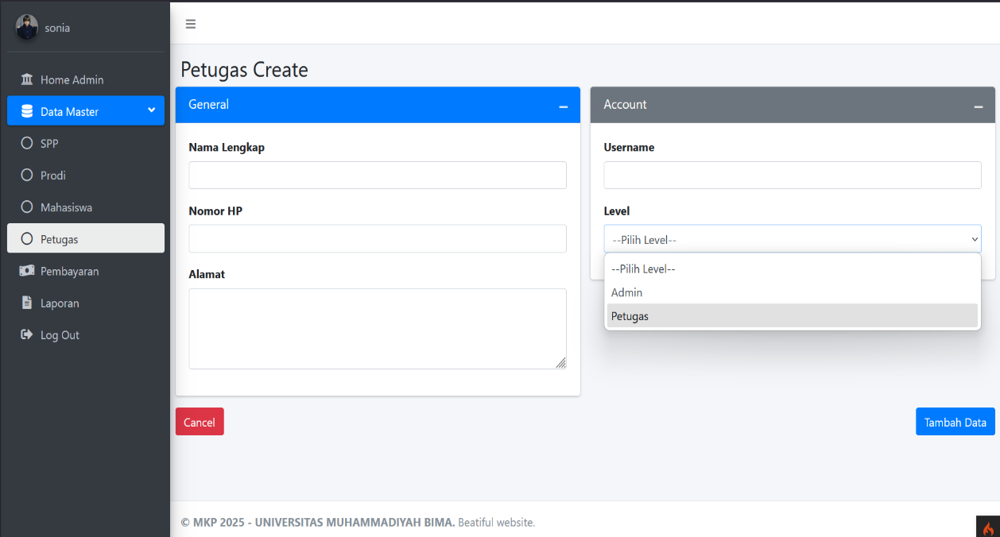 sonia
Home Admin
Data Master
SPP
Prodi
Mahasiswa
Petugas
Pembayaran
Laporan
Log Out
Petugas Create
General
Nama Lengkap
Nomor HP
Alamat
Account
Username
Level
--Pilih Level--
--Pilih Level--
Admin
Petugas
Cancel
Tambah Data
© MKP 2025 - UNIVERSITAS MUHAMMADIYAH BIMA. Beatiful website.